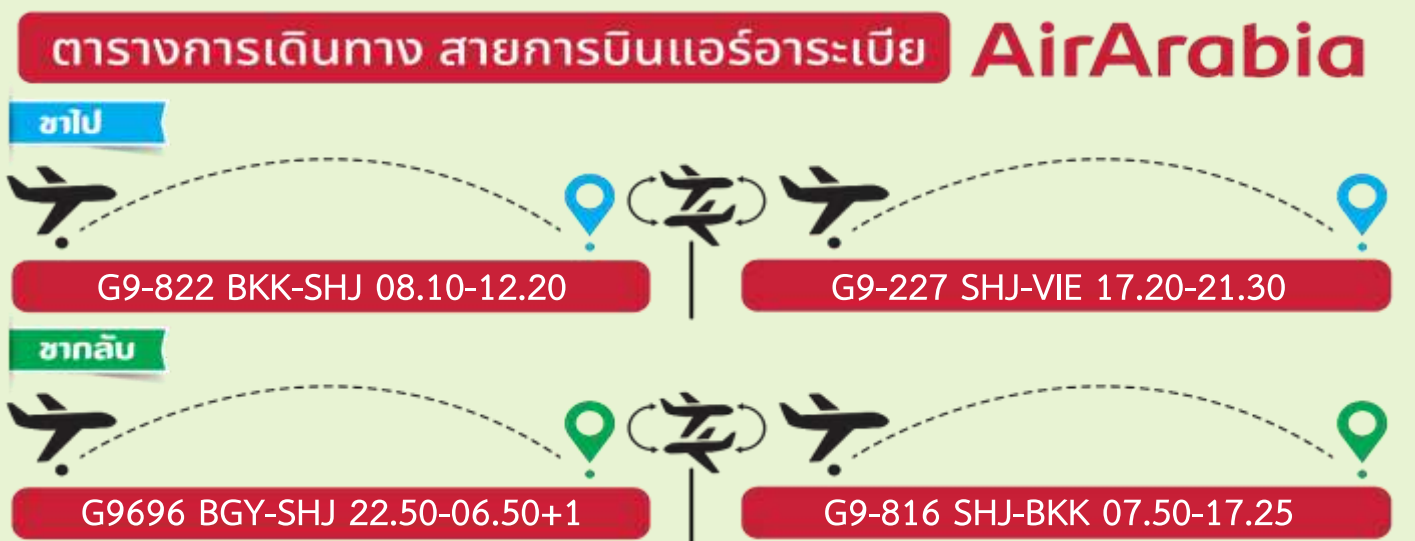 ตารางการเดินทาง สายการบินแอร์อาระเบีย AirArabia
ขาไป
G9-822 BKK-SHJ 08.10-12.20
G9-227 SHJ-VIE 17.20-21.30
ขากลับ
G9696 BGY-SHJ 22.50-06.50+1
G9-816 SHJ-BKK 07.50-17.25